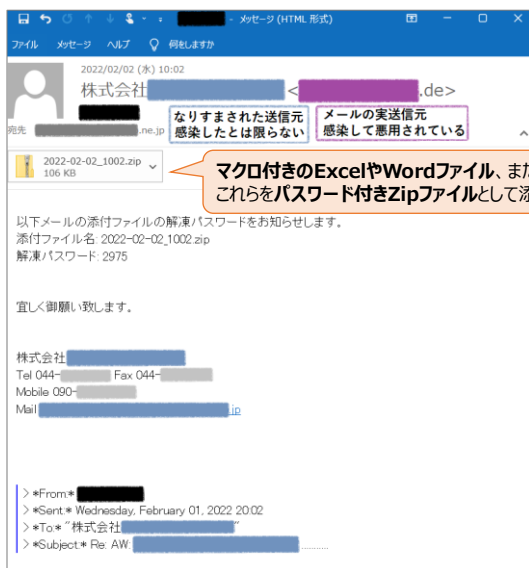 - メッセージ (HTML 形式)
ファイル メッセージ ヘルプ 何をしますか
2022/02/02 (水) 10:02
株式会社 < .de>
宛先 .ne.jp
なりすまされた送信元
感染したとは限らない
メールの実送信元
感染して悪用されている
2022-02-02_1002.zip
106 KB
マクロ付きのExcelやWordファイル、また
これらをパスワード付きZipファイルとして添
以下メールの添付ファイルの解凍パスワードをお知らせします。
添付ファイル名: 2022-02-02_1002.zip
解凍パスワード: 2975
宜しく御願い致します。
株式会社
Tel 044- Fax 044-
Mobile 090-
Mail .jp
> *From:*
> *Sent:* Wednesday, February 01, 2022 20:02
> *To:* "株式会社 "
> *Subject:* Re: AW: ...........